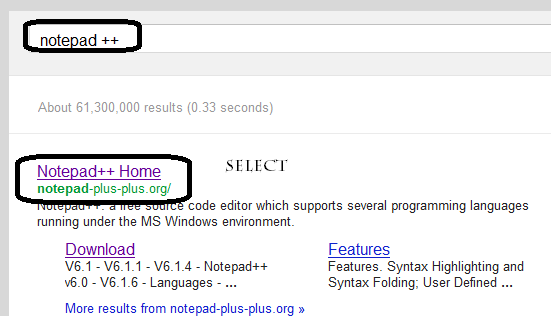 notepad ++
About 61,300,000 results (0.33 seconds)
Notepad++ Home
SELECT
notepad-plus-plus.org/
Notepad++: a free source code editor which supports several programming languages
running under the MS Windows environment.
Download
V6.1 - V6.1.1 - V6.1.4 - Notepad++
v6.0 - V6.1.6 - Languages - ...
Features
Features. Syntax Highlighting and
Syntax Folding; User Defined ...
More results from notepad-plus-plus.org »